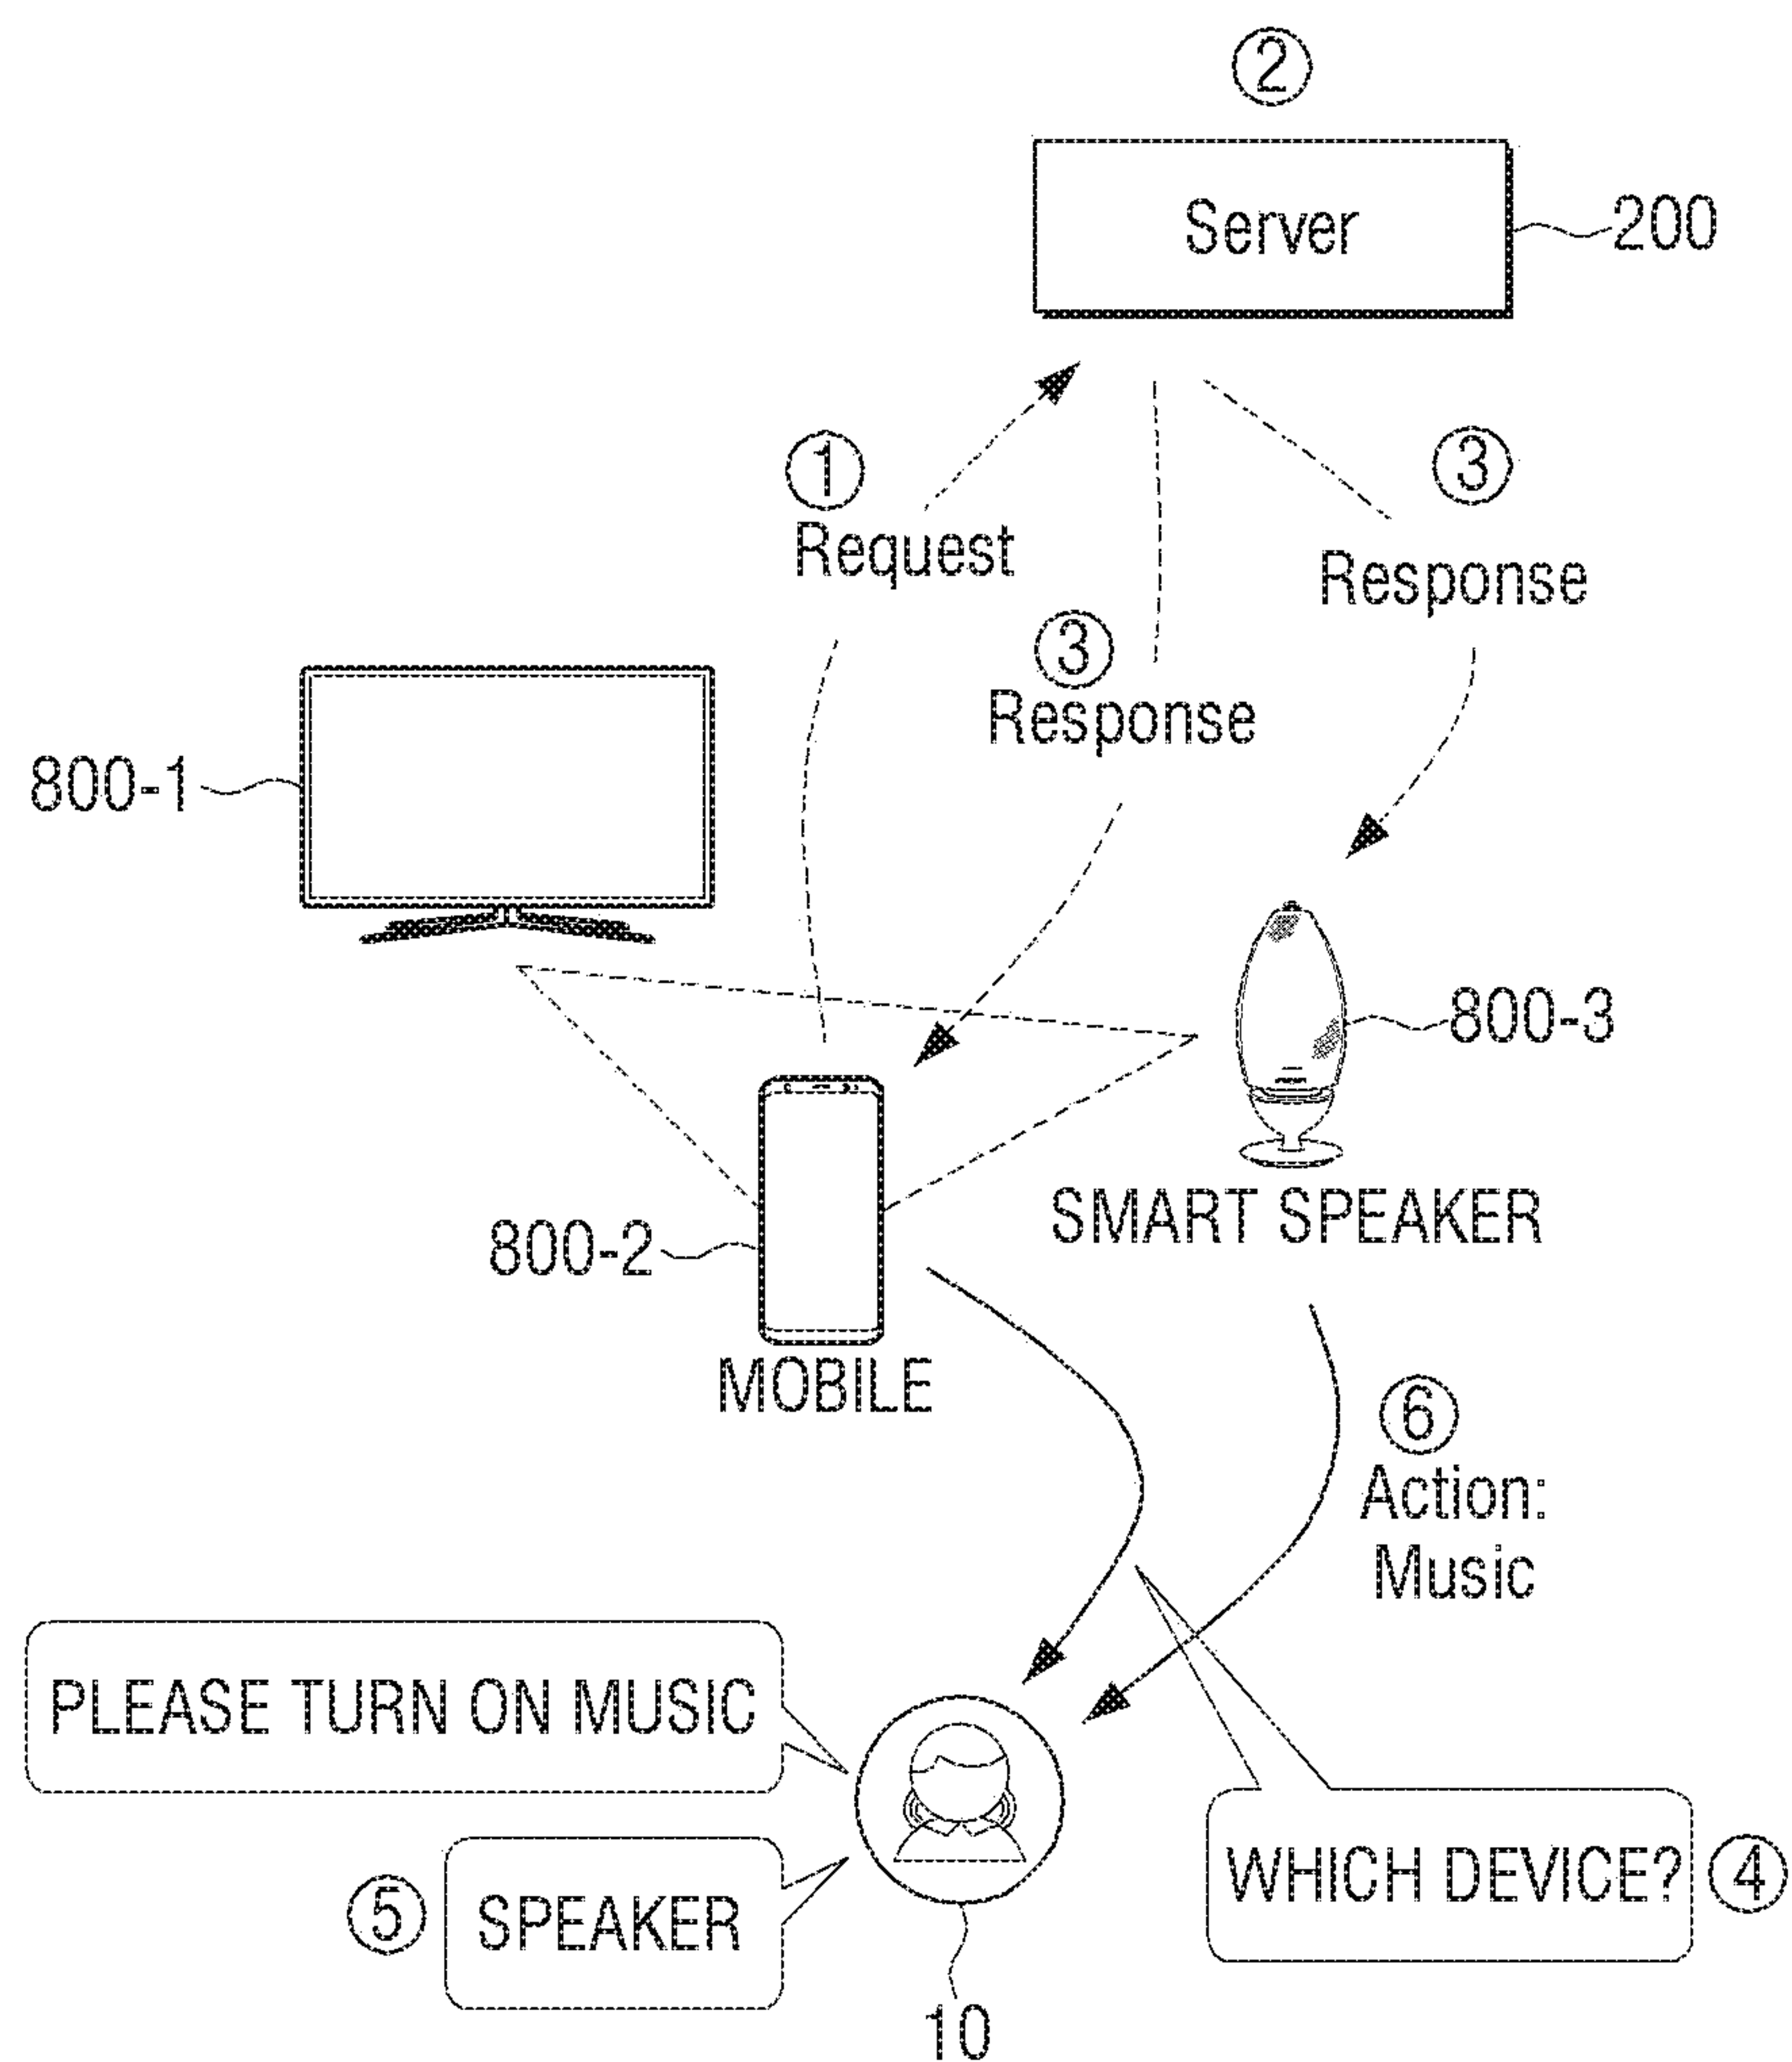 ②
Server
200
①
Request
③
Response
③
Response
800-1
800-3
SMART SPEAKER
800-2
MOBILE
⑥
Action:
Music
PLEASE TURN ON MUSIC
WHICH DEVICE? ④
⑤ SPEAKER
10